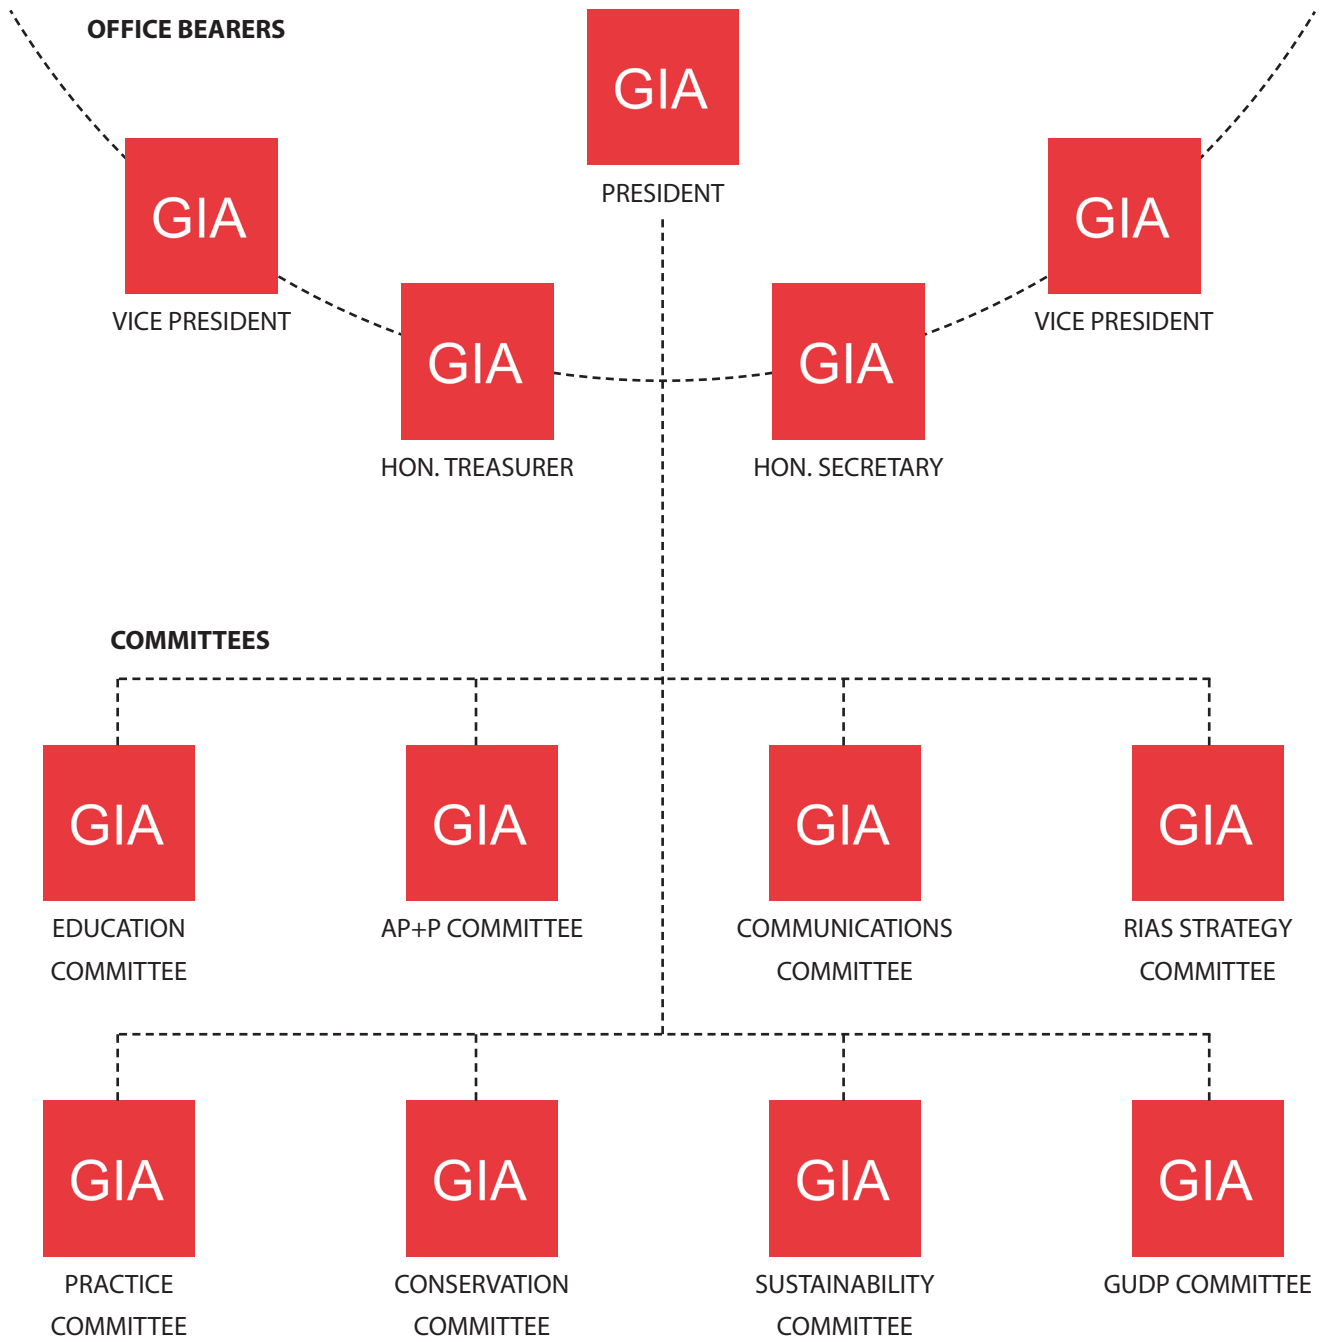 OFFICE BEARERS
GIA
PRESIDENT
GIA
VICE PRESIDENT
GIA
VICE PRESIDENT
GIA
HON. TREASURER
GIA
HON. SECRETARY
COMMITTEES
GIA
EDUCATION
COMMITTEE
GIA
AP+P COMMITTEE
GIA
COMMUNICATIONS
COMMITTEE
GIA
RIAS STRATEGY
COMMITTEE
GIA
PRACTICE
COMMITTEE
GIA
CONSERVATION
COMMITTEE
GIA
SUSTAINABILITY
COMMITTEE
GIA
GUDP COMMITTEE